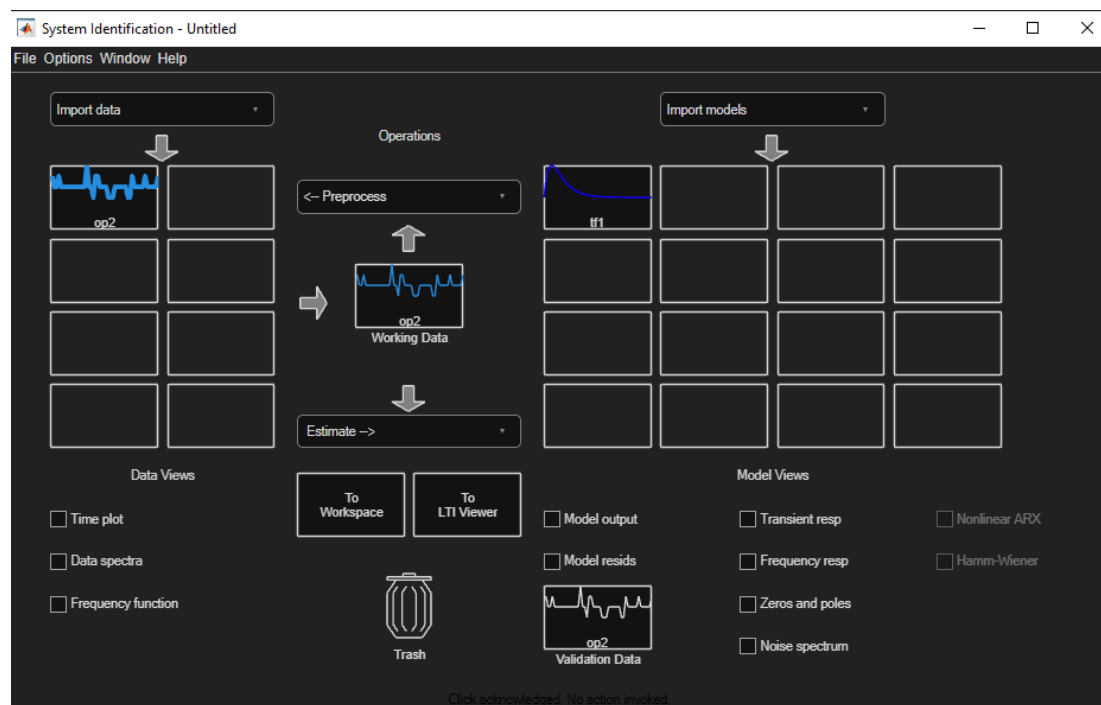 System Identification - Untitled
File Options Window Help
Import data
Import models
Operations
<-- Preprocess
op2
tf1
op2
Working Data
Estimate -->
Data Views
Model Views
To Workspace
To LTI Viewer
Time plot
Model output
Transient resp
Nonlinear ARX
Data spectra
Model resids
Frequency resp
Hamm-Wiener
Frequency function
Zeros and poles
op2
Noise spectrum
Trash
Validation Data
Click acknowledged. No action invoked.